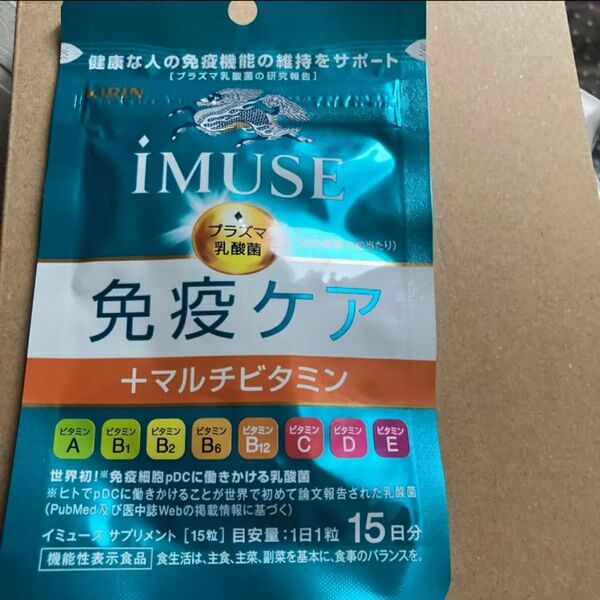 健康な人の免疫機能の維持をサポート
[プラズマ乳酸菌の研究報告]
KIRIN
iMUSE
プラズマ
乳酸菌
当たり)
免疫ケア
+マルチビタミン
ビタミン ビタミン ビタミン ビタミン ビタミン ビタミン ビタミン ビタミン
A B1 B2 B6 B12 C D E
世界初!※免疫細胞pDCに働きかける乳酸菌
※ヒトでpDCに働きかけることが世界で初めて論文報告された乳酸菌
(PubMed及び医中誌Webの掲載情報に基づく)
イミューズ サプリメント [15粒] 目安量:1日1粒 15日分
機能性表示食品 食生活は、主食、主菜、副菜を基本に、食事のバランスを。